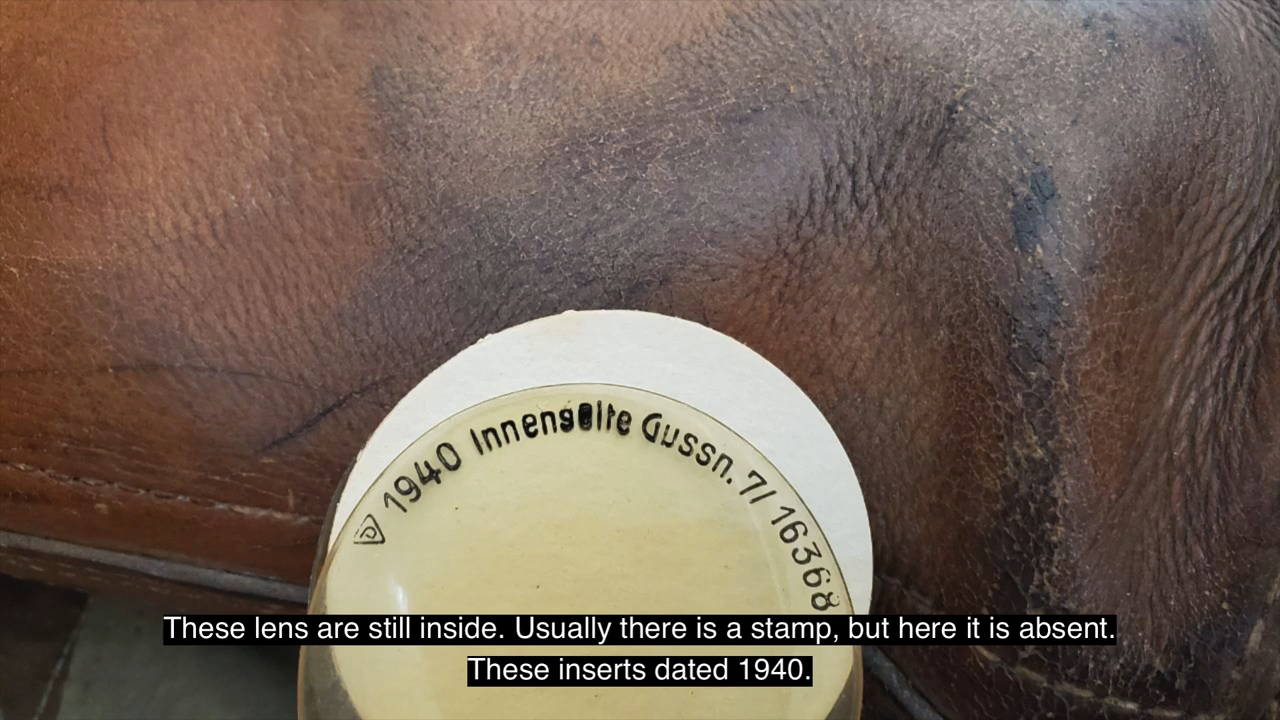 1940 Innenseite Gussn. 7/16368
These lens are still inside. Usually there is a stamp, but here it is absent.
These inserts dated 1940.